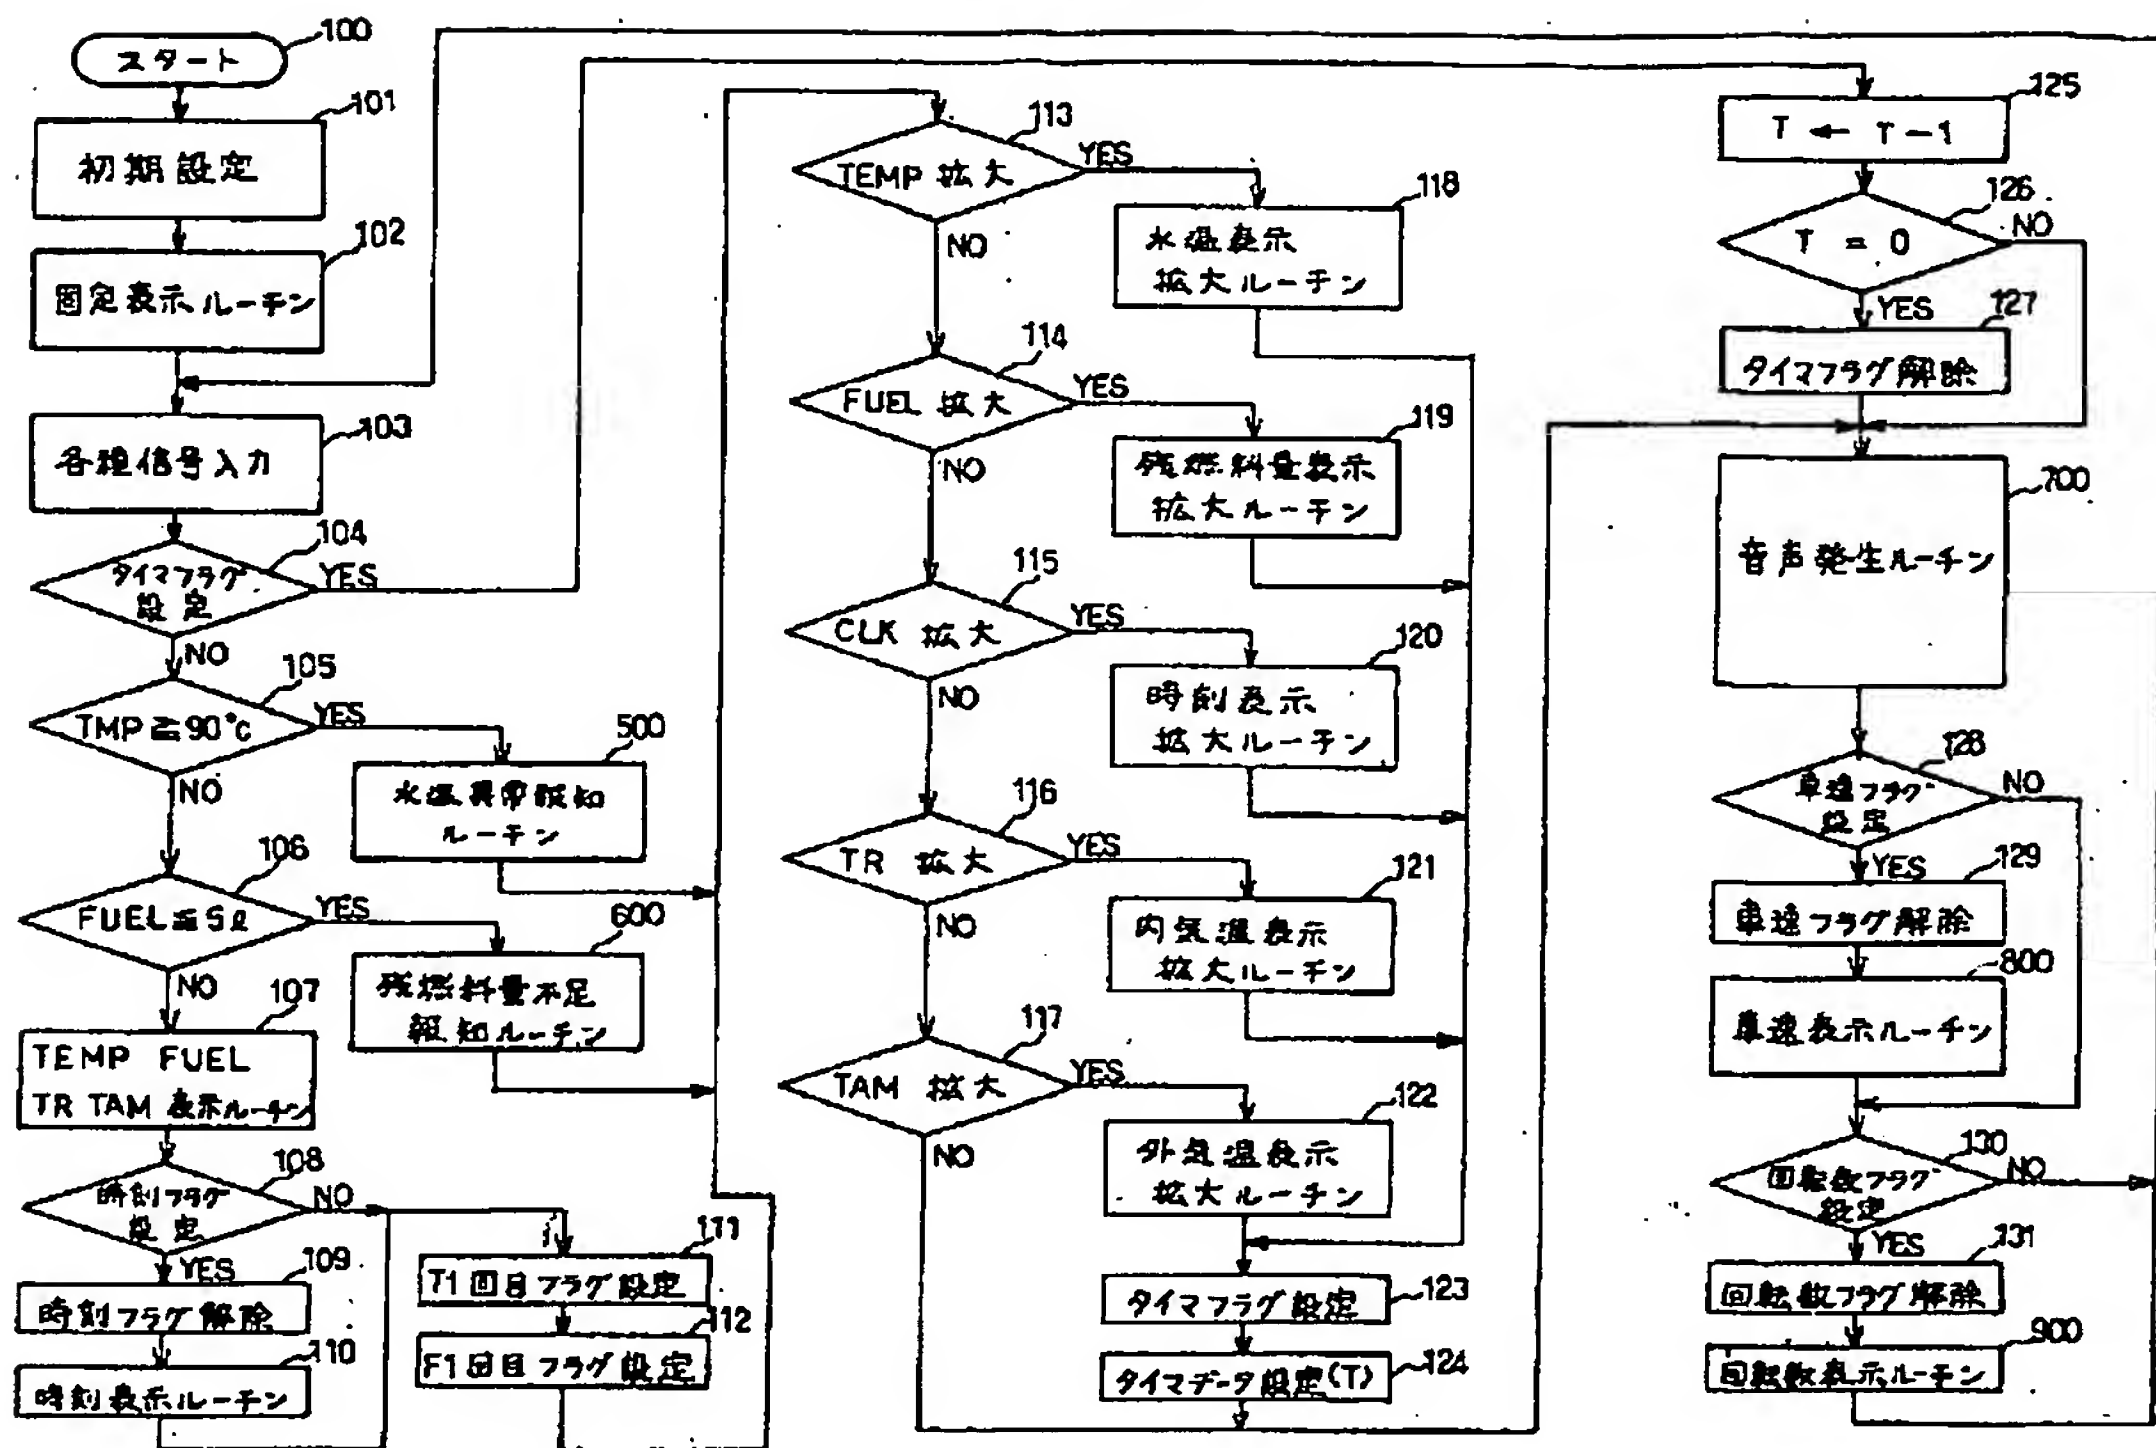 100
スタート
101
初期設定
102
固定表示ルーチン
103
各種信号入力
104
タイマフラグ
設定
YES
NO
105
TMP≧90°c
YES
NO
500
水温異常報知
ルーチン
106
FUEL≦5ℓ
YES
NO
600
残燃料量不足
報知ルーチン
107
TEMP FUEL
TR TAM 表示ルーチン
108
時刻フラグ
設定
NO
YES
109
時刻フラグ解除
110
時刻表示ルーチン
111
T1回目フラグ設定
112
F1回目フラグ設定
113
TEMP拡大
YES
NO
118
水温表示
拡大ルーチン
114
FUEL拡大
YES
NO
119
残燃料量表示
拡大ルーチン
115
CLK拡大
YES
NO
120
時刻表示
拡大ルーチン
116
TR拡大
YES
NO
121
内気温表示
拡大ルーチン
117
TAM拡大
YES
NO
122
外気温表示
拡大ルーチン
123
タイマフラグ設定
124
タイマデータ設定(T)
125
T ← T-1
126
T = 0
NO
YES
127
タイマフラグ解除
700
音声発生ルーチン
128
車速フラグ
設定
NO
YES
129
車速フラグ解除
800
車速表示ルーチン
130
回転数フラグ
設定
NO
YES
131
回転数フラグ解除
900
回転数表示ルーチン